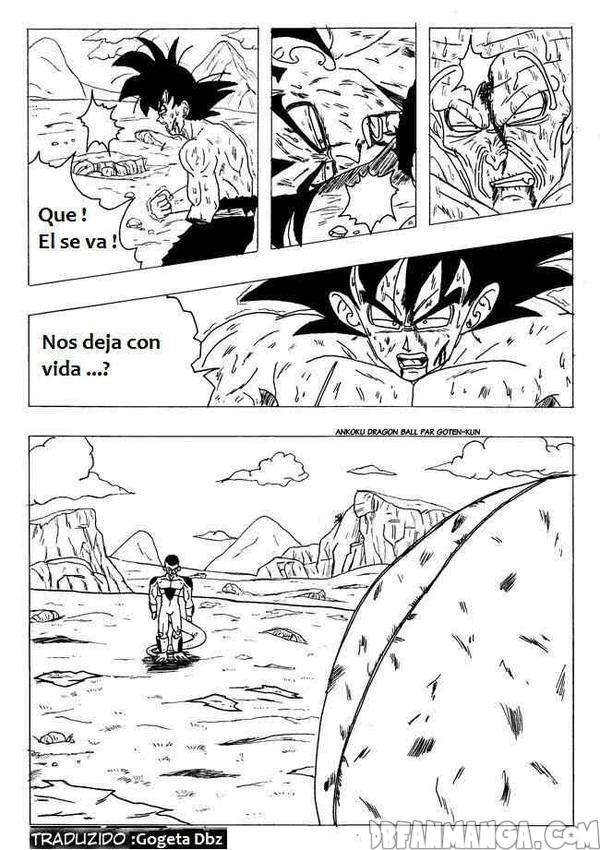 Que !
El se va !
Nos deja con
vida ...?
ANKOKU DRAGON BALL PAR GOTEN-KUN
TRADUZIDO :Gogeta Dbz
DBFANMANGA.COM